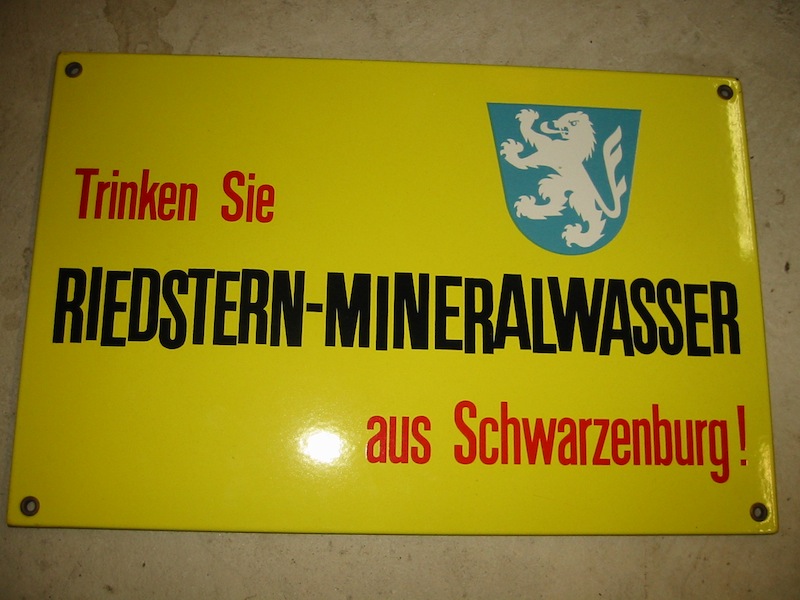 Trinken Sie
RIEDSTERN-MINERALWASSER
aus Schwarzenburg!